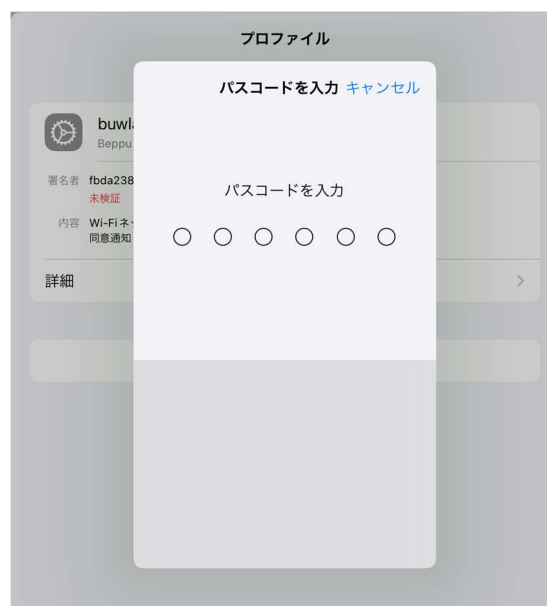 プロファイル
パスコードを入力 キャンセル
buwl
Beppu
署名者 fbda238
未検証
内容 Wi-Fi ネッ
同意通知
パスコードを入力
詳細